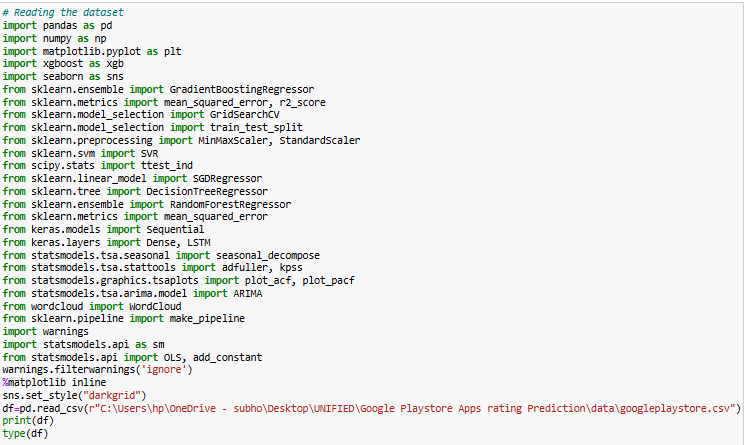 # Reading the dataset
import pandas as pd
import numpy as np
import matplotlib.pyplot as plt
import xgboost as xgb
import seaborn as sns
from sklearn.ensemble import GradientBoostingRegressor
from sklearn.metrics import mean_squared_error, r2_score
from sklearn.model_selection import GridSearchCV
from sklearn.model_selection import train_test_split
from sklearn.preprocessing import MinMaxScaler, StandardScaler
from sklearn.svm import SVR
from scipy.stats import ttest_ind
from sklearn.linear_model import SGDRegressor
from sklearn.tree import DecisionTreeRegressor
from sklearn.ensemble import RandomForestRegressor
from sklearn.metrics import mean_squared_error
from keras.models import Sequential
from keras.layers import Dense, LSTM
from statsmodels.tsa.seasonal import seasonal_decompose
from statsmodels.tsa.stattools import adfuller, kpss
from statsmodels.graphics.tsaplots import plot_acf, plot_pacf
from statsmodels.tsa.arima.model import ARIMA
from wordcloud import WordCloud
from sklearn.pipeline import make_pipeline
import warnings
import statsmodels.api as sm
from statsmodels.api import OLS, add_constant
warnings.filterwarnings('ignore')
%matplotlib inline
sns.set_style("darkgrid")
df=pd.read_csv(r"C:\Users\hp\OneDrive - subho\Desktop\UNIFIED\Google Playstore Apps rating Prediction\data\googleplaystore.csv")
print(df)
type(df)